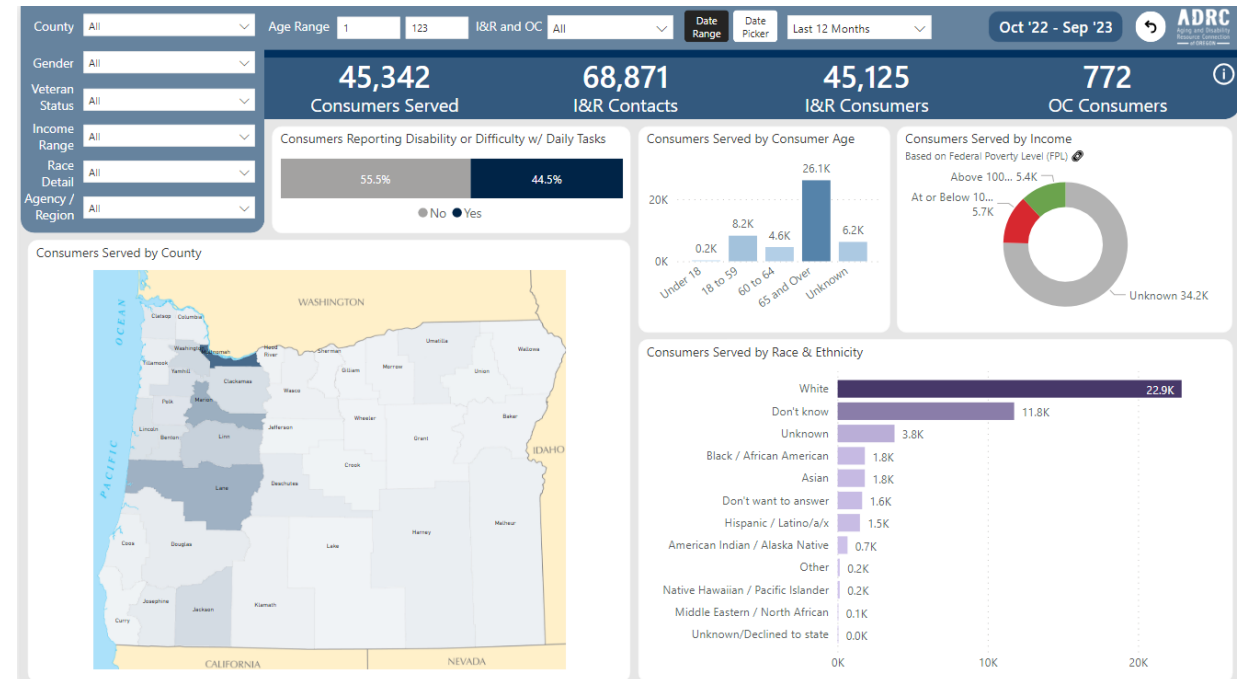 County All
Gender All
Veteran
Status All
Income
Range All
Race
Detail All
Agency /
Region All
Age Range 1 123
I&R and OC All
Date
Range
Date
Picker
Last 12 Months
Oct '22 - Sep '23
ADRC
Aging and Disability
Resource Connection
of OREGON
45,342
Consumers Served
68,871
I&R Contacts
45,125
I&R Consumers
772
OC Consumers
Consumers Reporting Disability or Difficulty w/ Daily Tasks
55.5% 44.5%
No Yes
Consumers Served by Consumer Age
26.1K
20K
8.2K
4.6K
6.2K
0.2K
0K
Under 18
18 to 59
60 to 64
65 and Over
Unknown
Consumers Served by Income
Based on Federal Poverty Level (FPL)
Above 100... 5.4K
At or Below 10...
5.7K
Unknown 34.2K
Consumers Served by County
WASHINGTON
PACIFIC OCEAN
IDAHO
CALIFORNIA
NEVADA
Clatsop
Columbia
Tillamook
Washington
Hood
River
Sherman
Umatilla
Wallowa
Yamhill
Clackamas
Gilliam
Morrow
Union
Polk
Marion
Wasco
Lincoln
Benton
Linn
Jefferson
Wheeler
Grant
Baker
Crook
Lane
Deschutes
Coos
Douglas
Lake
Harney
Malheur
Josephine
Jackson
Klamath
Curry
Consumers Served by Race & Ethnicity
White 22.9K
Don't know 11.8K
Unknown 3.8K
Black / African American 1.8K
Asian 1.8K
Don't want to answer 1.6K
Hispanic / Latino/a/x 1.5K
American Indian / Alaska Native 0.7K
Other 0.2K
Native Hawaiian / Pacific Islander 0.2K
Middle Eastern / North African 0.1K
Unknown/Declined to state 0.0K
0K 10K 20K